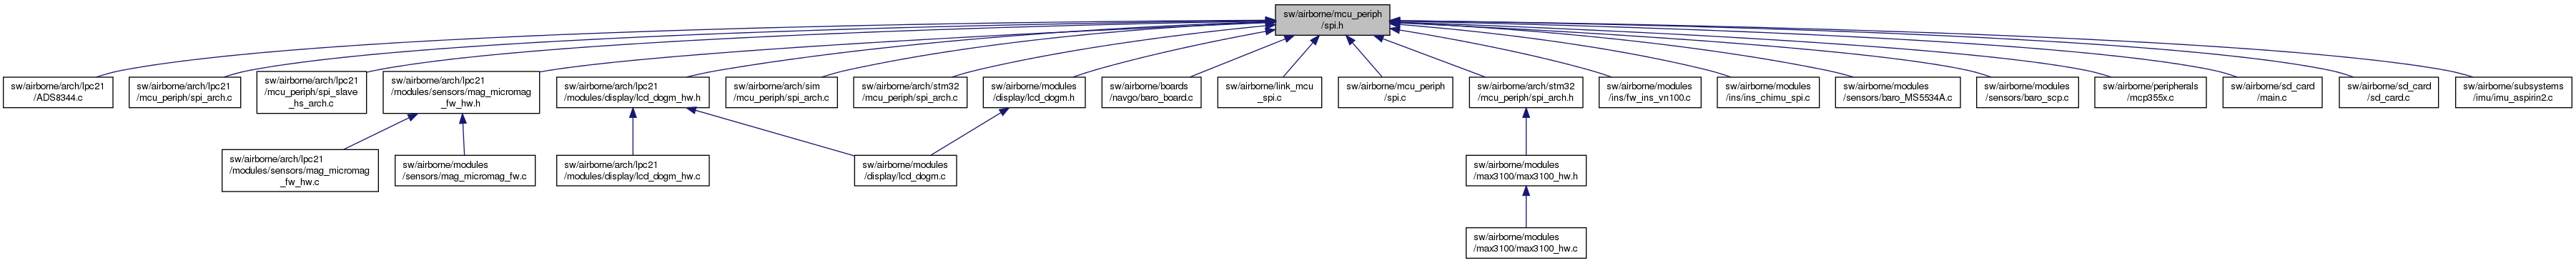 sw/airborne/mcu_periph
/spi.h
sw/airborne/arch/lpc21
/ADS8344.c
sw/airborne/arch/lpc21
/mcu_periph/spi_arch.c
sw/airborne/arch/lpc21
/mcu_periph/spi_slave
_hs_arch.c
sw/airborne/arch/lpc21
/modules/sensors/mag_micromag
_fw_hw.h
sw/airborne/arch/lpc21
/modules/display/lcd_dogm_hw.h
sw/airborne/arch/sim
/mcu_periph/spi_arch.c
sw/airborne/arch/stm32
/mcu_periph/spi_arch.c
sw/airborne/modules
/display/lcd_dogm.h
sw/airborne/boards
/navgo/baro_board.c
sw/airborne/link_mcu
_spi.c
sw/airborne/mcu_periph
/spi.c
sw/airborne/arch/stm32
/mcu_periph/spi_arch.h
sw/airborne/modules
/ins/fw_ins_vn100.c
sw/airborne/modules
/ins/ins_chimu_spi.c
sw/airborne/modules
/sensors/baro_MS5534A.c
sw/airborne/modules
/sensors/baro_scp.c
sw/airborne/peripherals
/mcp355x.c
sw/airborne/sd_card
/main.c
sw/airborne/sd_card
/sd_card.c
sw/airborne/subsystems
/imu/imu_aspirin2.c
sw/airborne/arch/lpc21
/modules/sensors/mag_micromag
_fw_hw.c
sw/airborne/modules
/sensors/mag_micromag_fw.c
sw/airborne/arch/lpc21
/modules/display/lcd_dogm_hw.c
sw/airborne/modules
/display/lcd_dogm.c
sw/airborne/modules
/max3100/max3100_hw.h
sw/airborne/modules
/max3100/max3100_hw.c